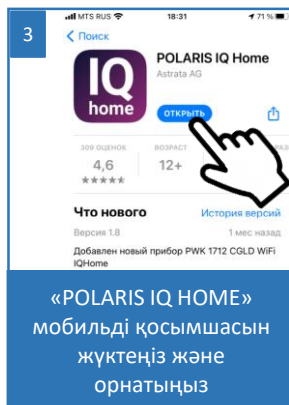 3
MTS RUS
18:31
71 %
Поиск
IQ
home
POLARIS IQ Home
Astrata AG
ОТКРЫТЬ
309 ОЦЕНОК
ВОЗРАСТ
4,6
12+
Что нового
История версий
Версия 1.8
1 мес назад
Добавлен новый прибор PWK 1712 CGLD WiFi
IQHome
«POLARIS IQ HOME»
мобильді қосымшасын
жүктеңіз және
орнатыңыз